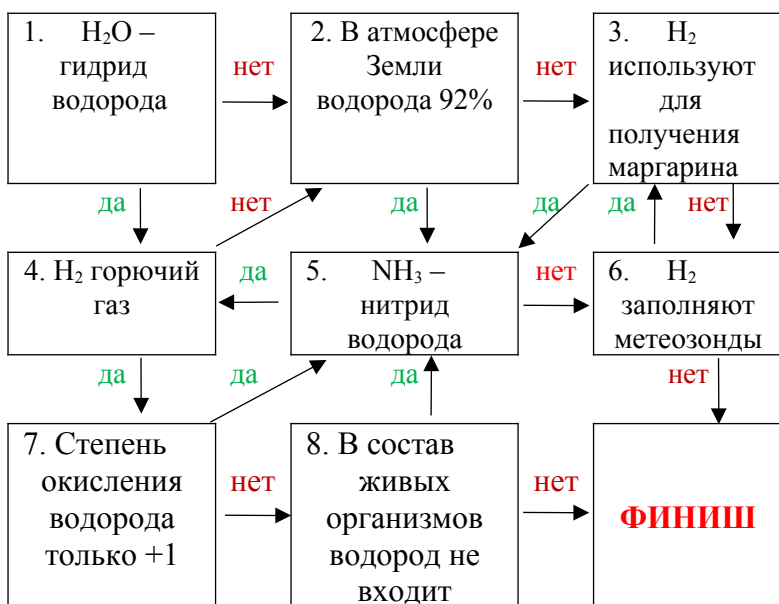 1. H₂O –
гидрид
водорода
нет
2. В атмосфере
Земли
водорода 92%
нет
3. H₂
используют
для
получения
маргарина
да
нет
да
да
да
нет
4. H₂ горючий
газ
да
5. NH₃ –
нитрид
водорода
нет
6. H₂
заполняют
метеозонды
да
да
да
нет
7. Степень
окисления
водорода
только +1
нет
8. В состав
живых
организмов
водород не
входит
нет
ФИНИШ